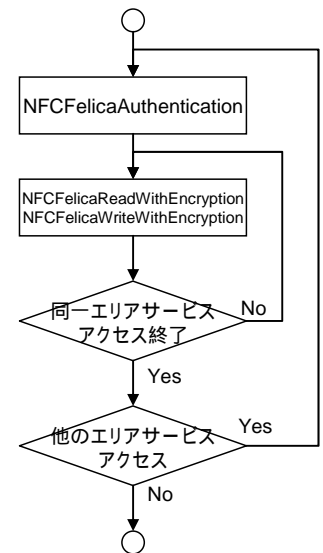 NFCFelicaAuthentication
NFCFelicaReadWithEncryption
NFCFelicaWriteWithEncryption
同一エリアサービス
アクセス終了
No
Yes
他のエリアサービス
アクセス
Yes
No